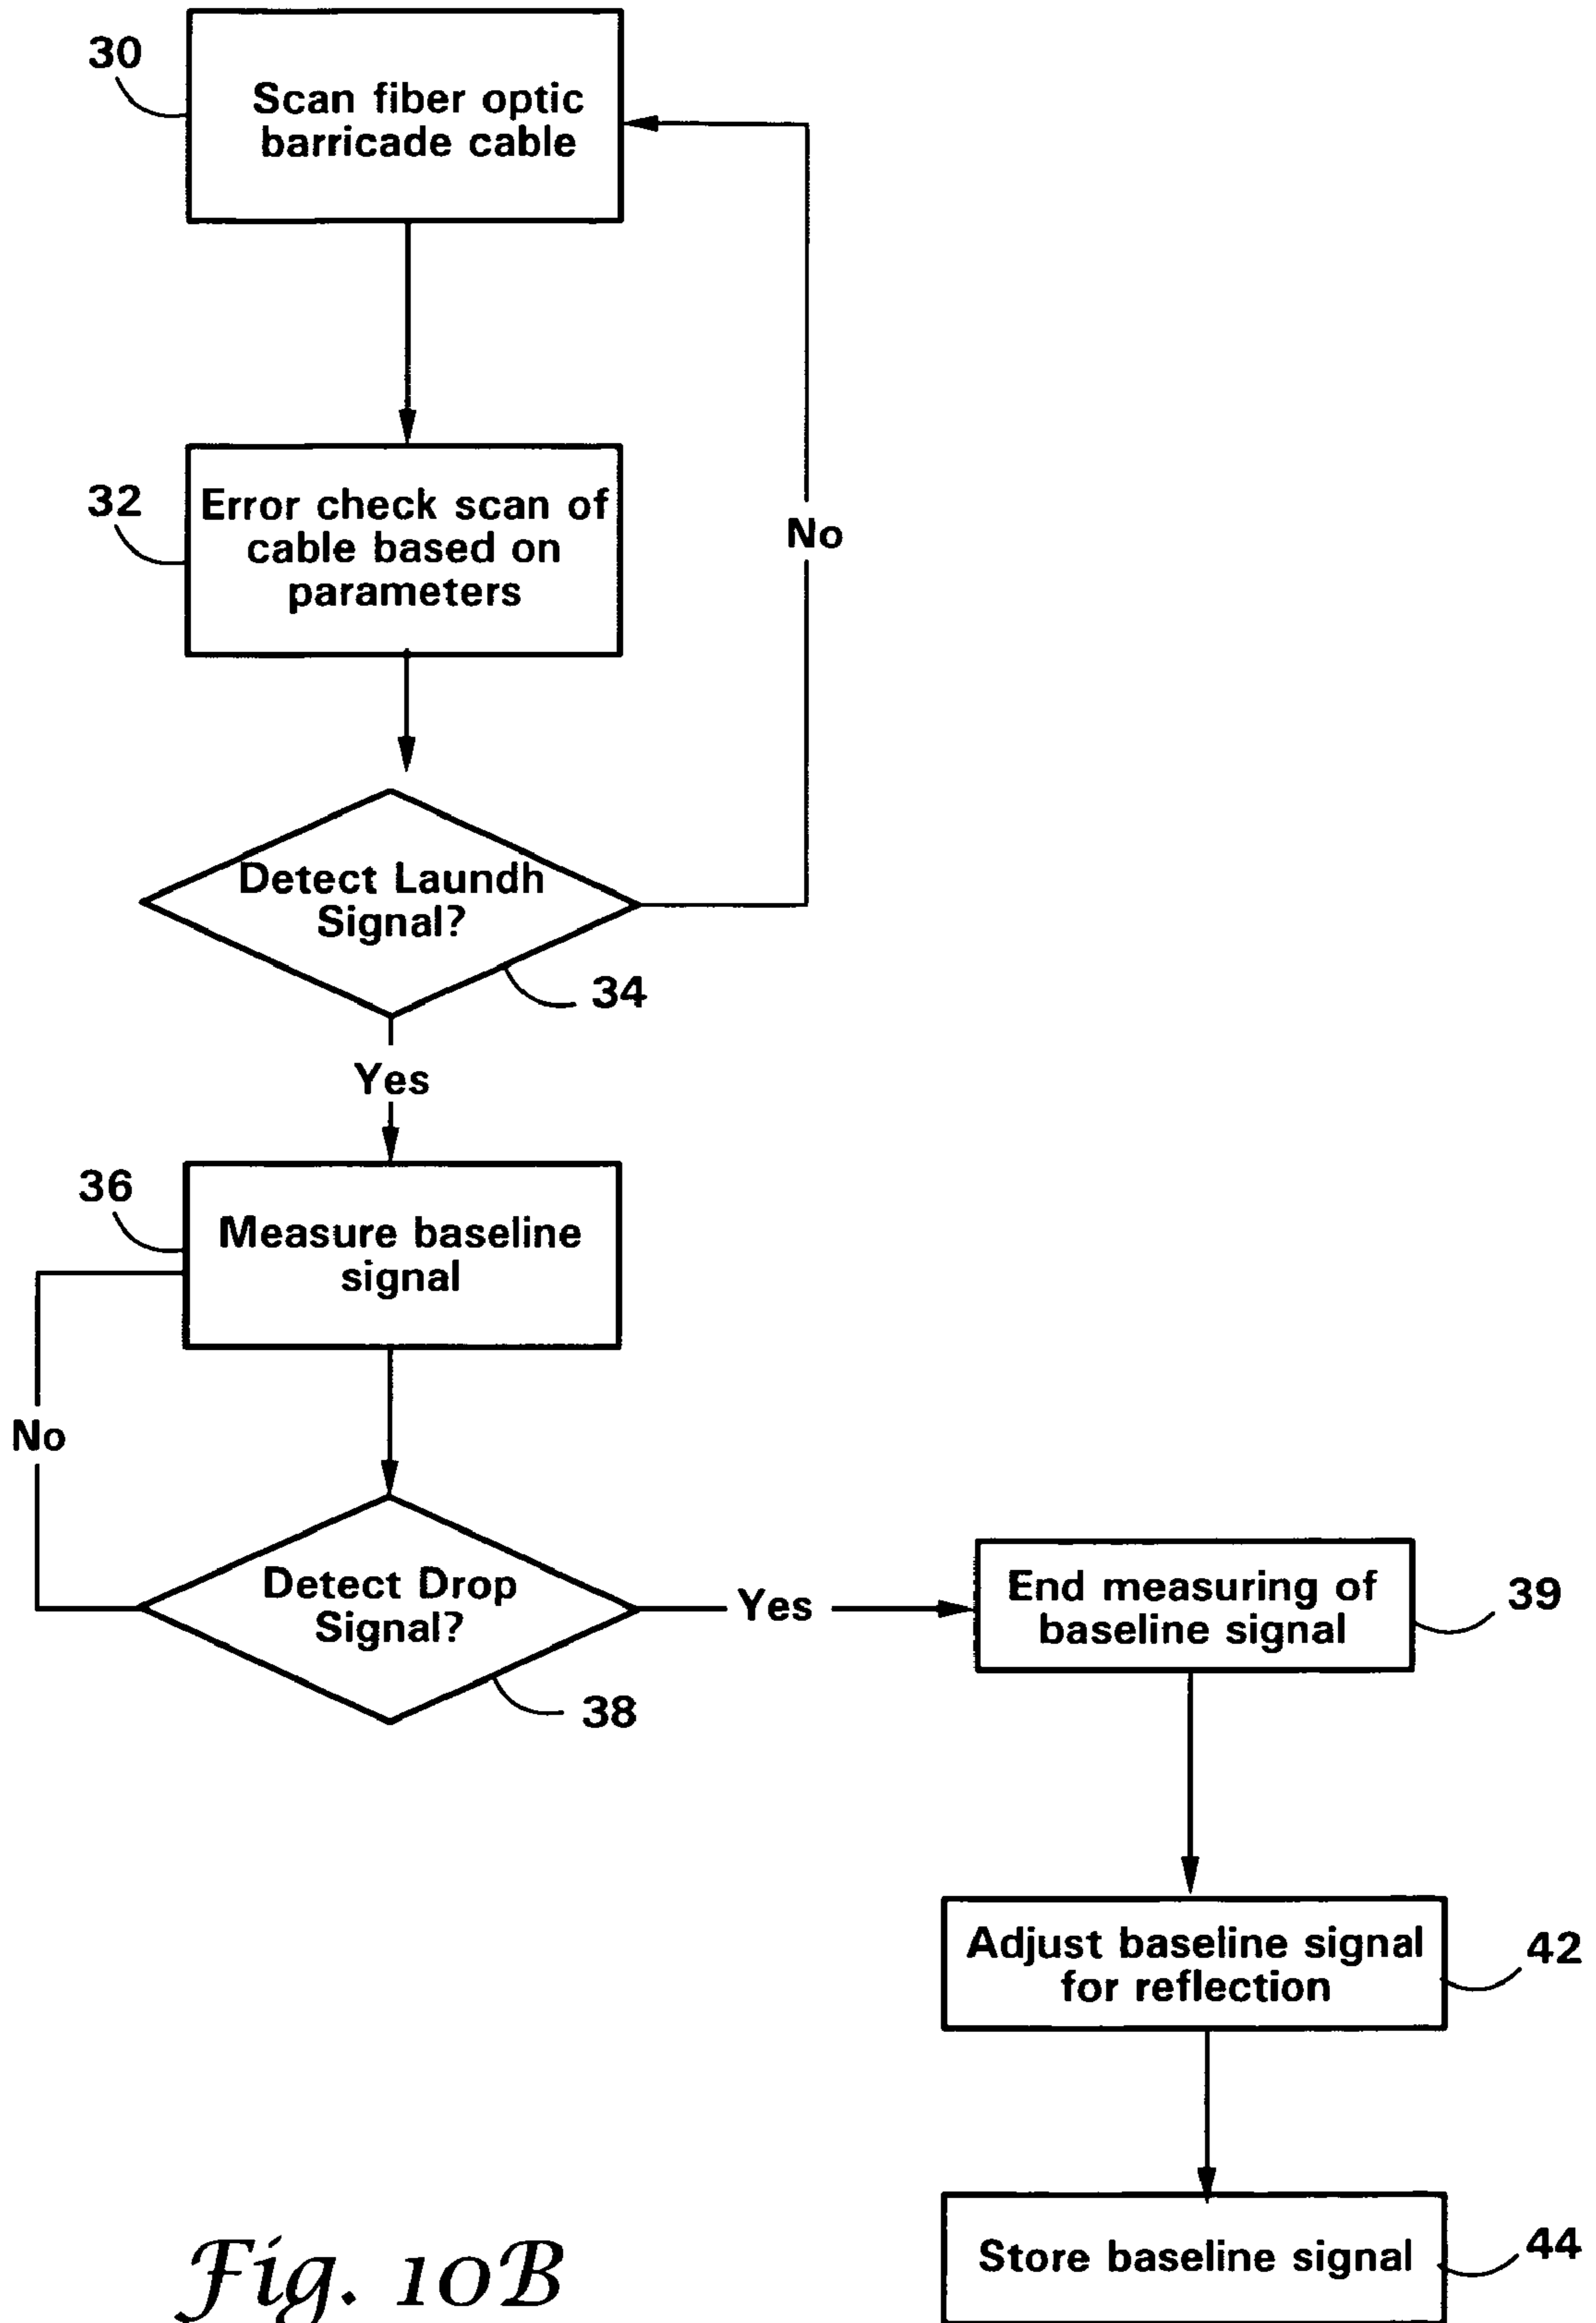 30
Scan fiber optic
barricade cable
32
Error check scan of
cable based on
parameters
No
Detect Laundh
Signal?
34
Yes
36
Measure baseline
signal
No
Detect Drop
Signal?
38
Yes
End measuring of
baseline signal
39
Adjust baseline signal
for reflection
42
Store baseline signal
44
Fig. 10B